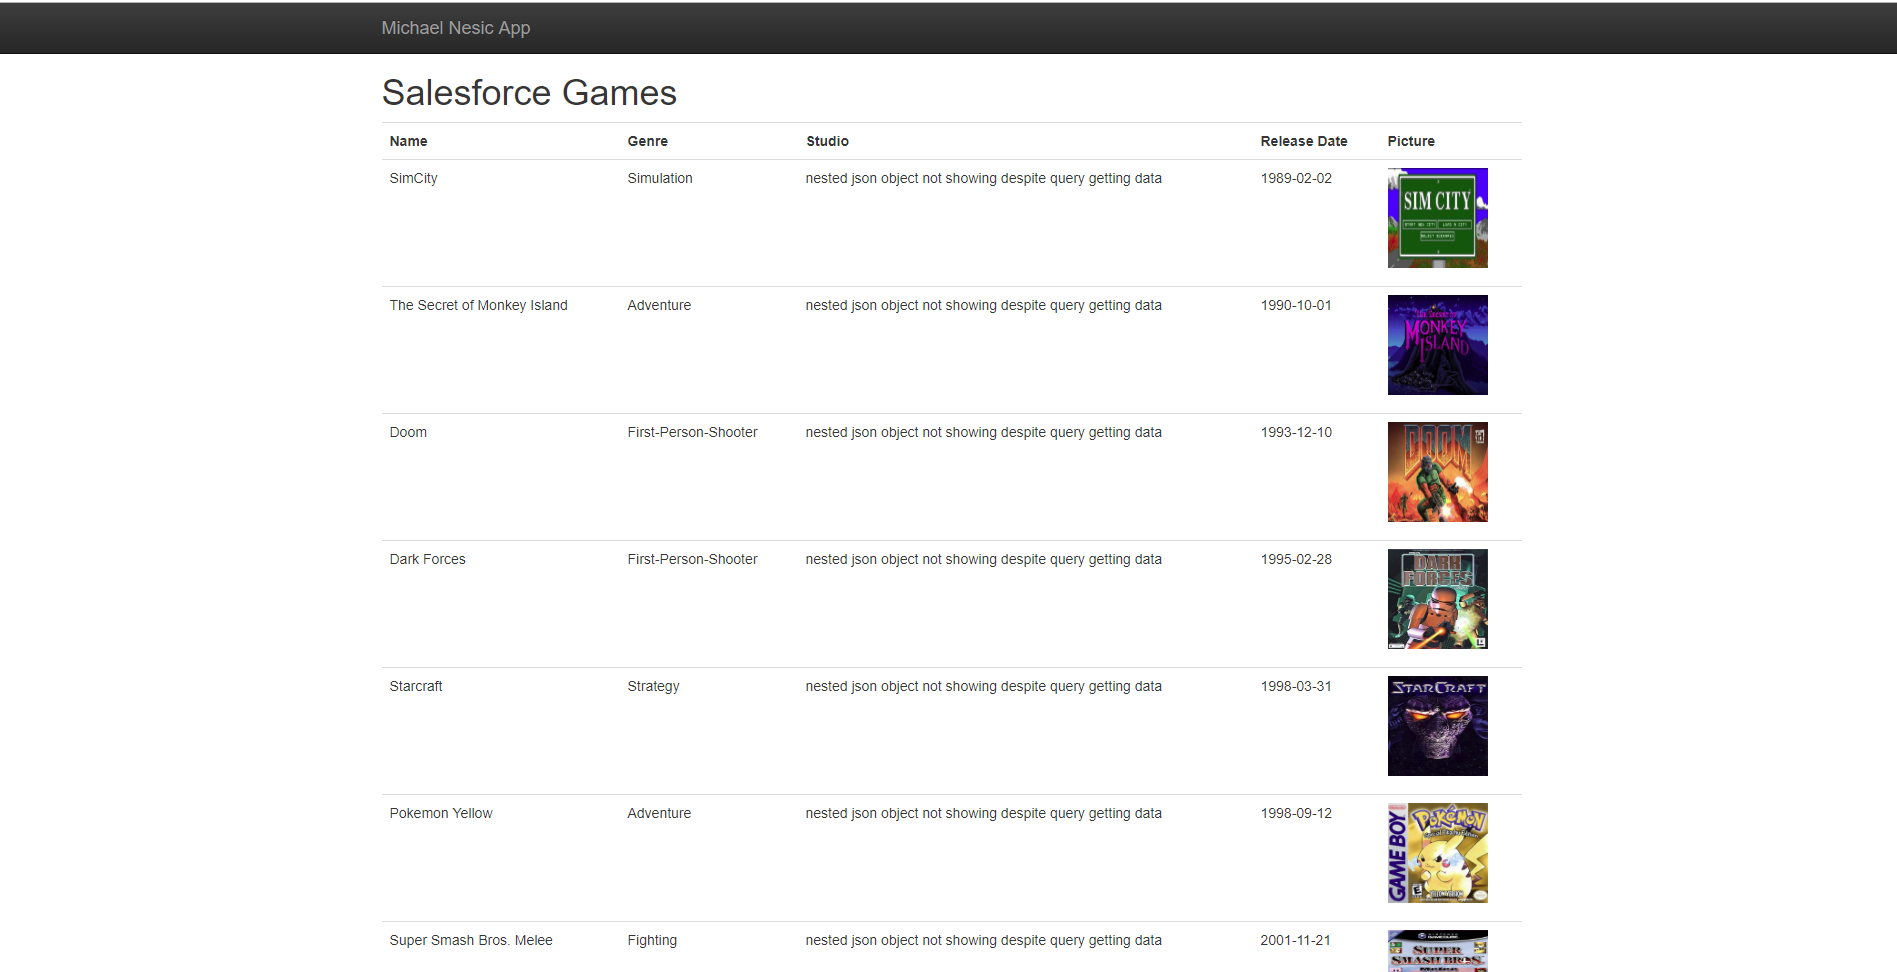 Michael Nesic App
Salesforce Games
Name Genre Studio Release Date Picture
SimCity Simulation nested json object not showing despite query getting data 1989-02-02
SIM CITY
The Secret of Monkey Island Adventure nested json object not showing despite query getting data 1990-10-01
MONKEY
ISLAND
Doom First-Person-Shooter nested json object not showing despite query getting data 1993-12-10
DOOM
Dark Forces First-Person-Shooter nested json object not showing despite query getting data 1995-02-28
DARK
FORCES
Starcraft Strategy nested json object not showing despite query getting data 1998-03-31
STARCRAFT
Pokemon Yellow Adventure nested json object not showing despite query getting data 1998-09-12
GAME BOY
POKéMON
Super Smash Bros. Melee Fighting nested json object not showing despite query getting data 2001-11-21
SUPER
SMASH BROS.